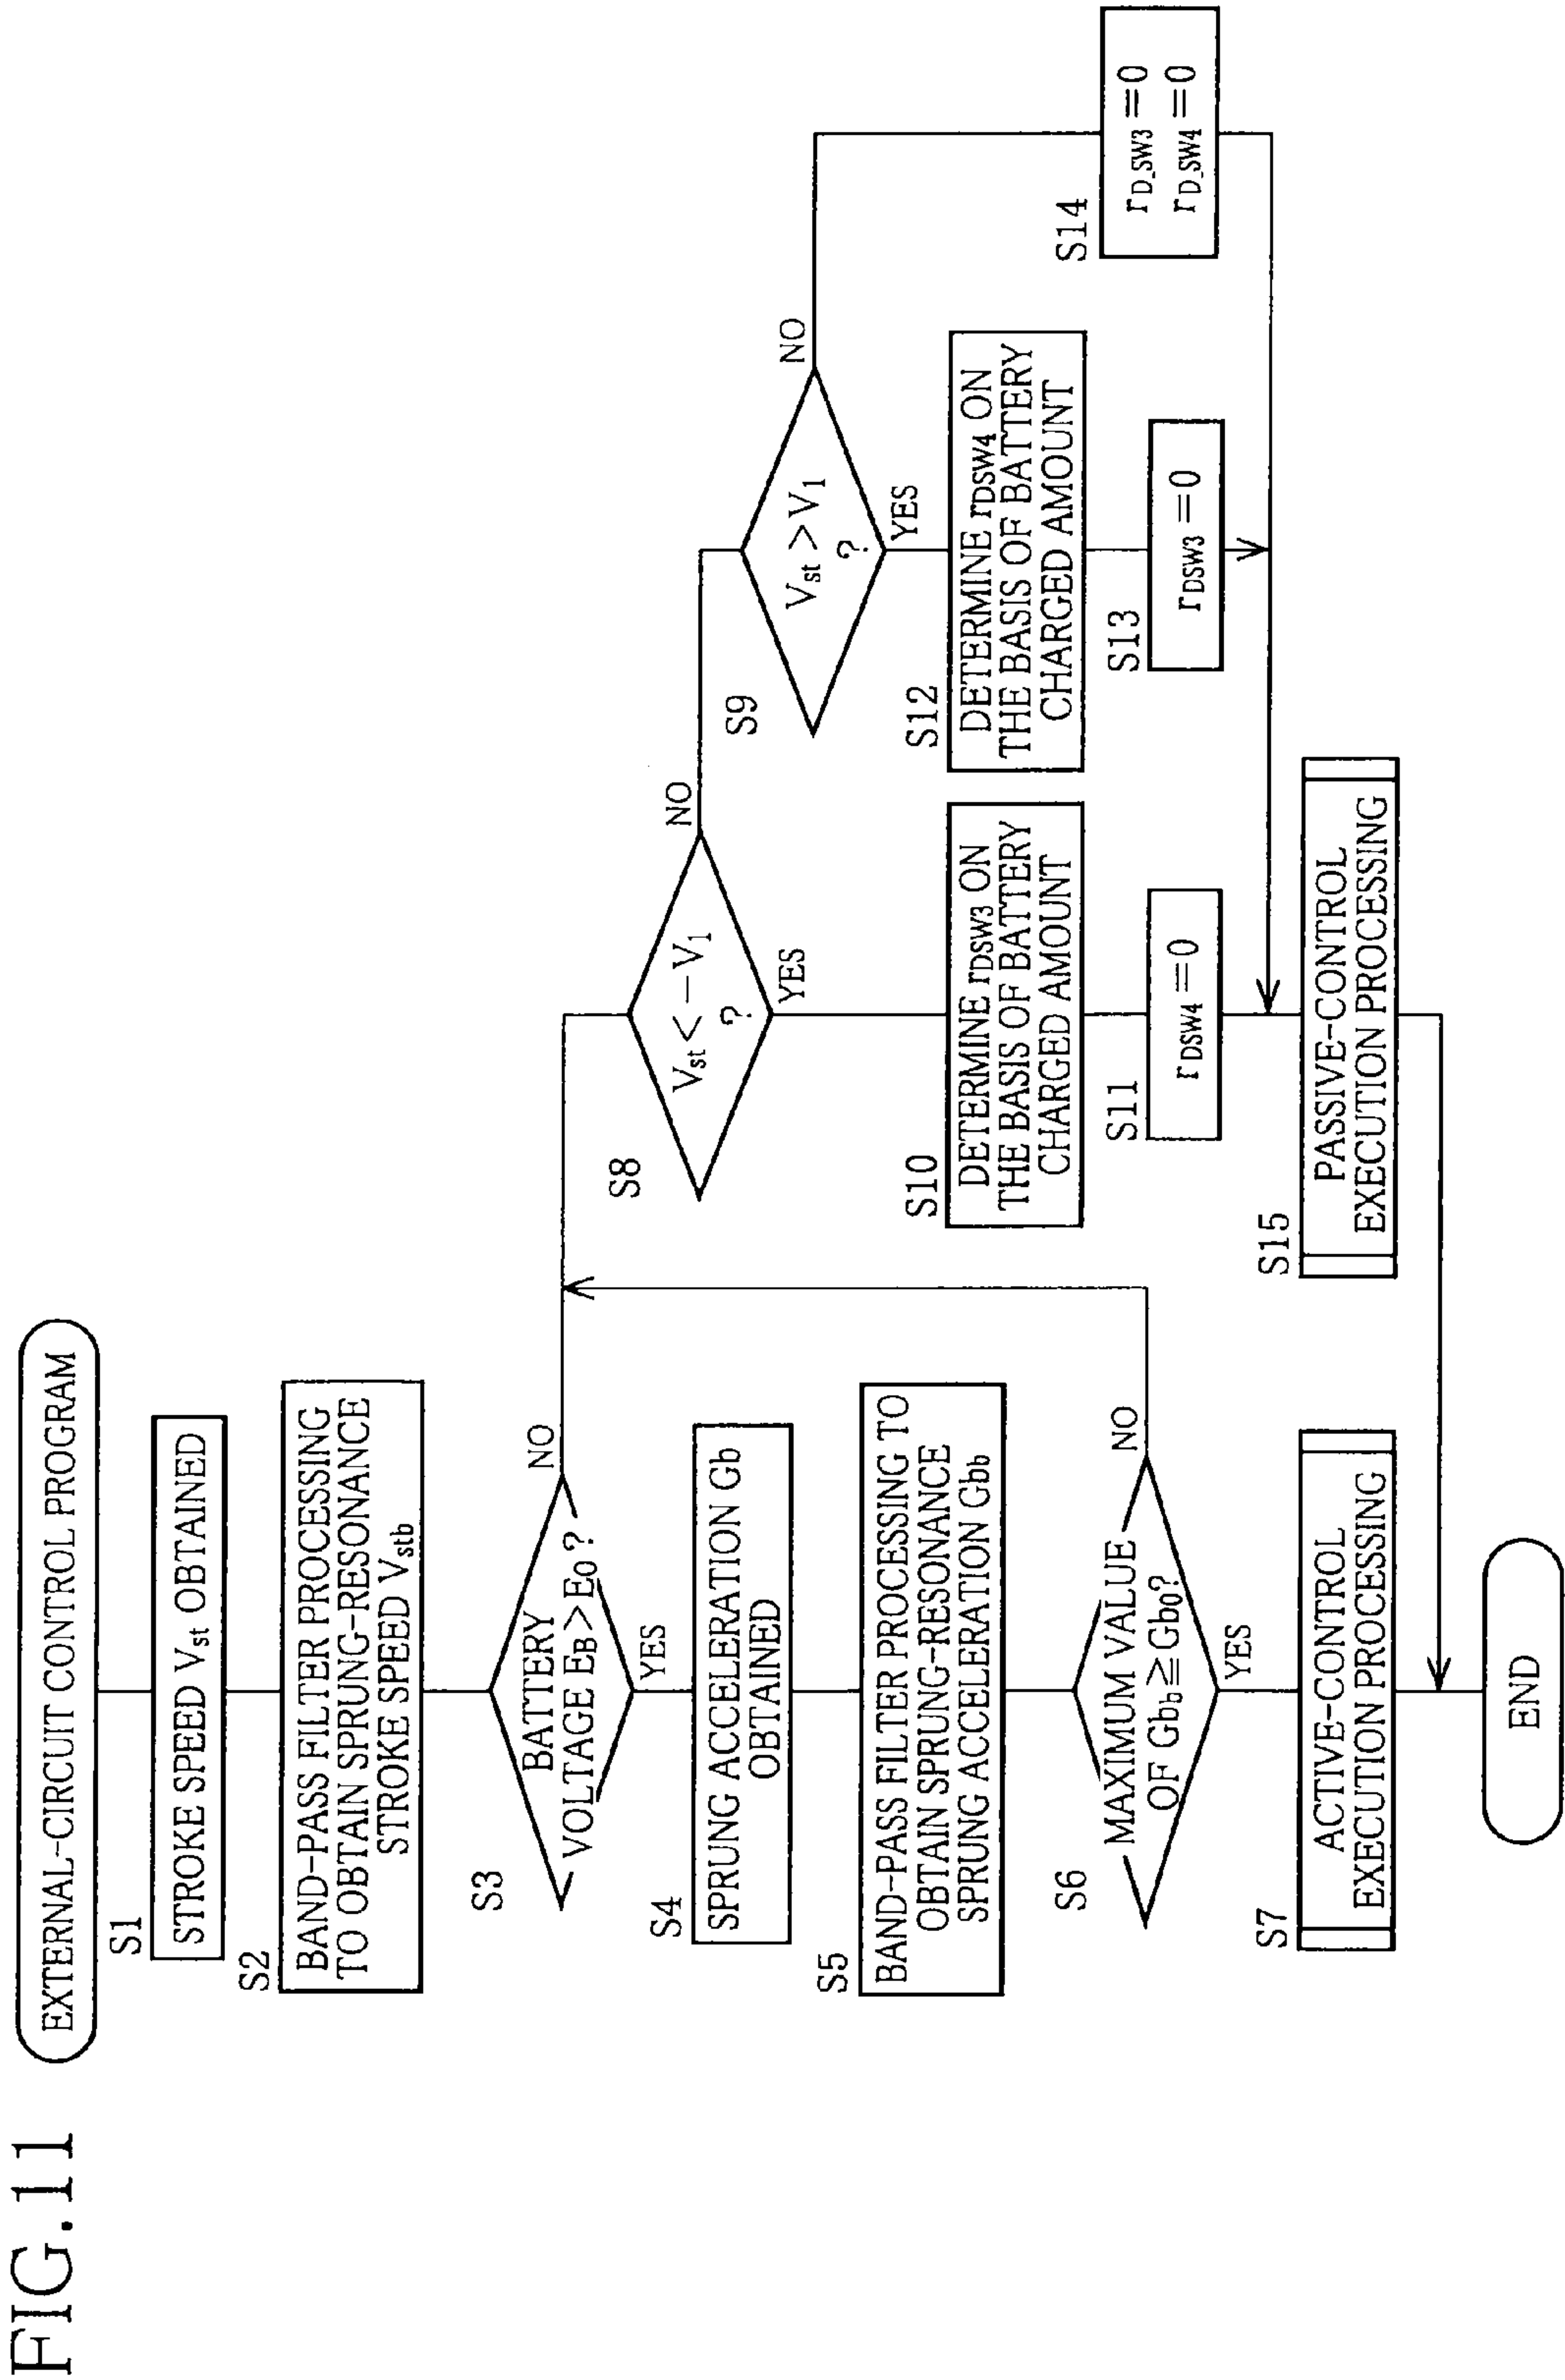 FIG.11
EXTERNAL-CIRCUIT CONTROL PROGRAM
S1
STROKE SPEED Vst OBTAINED
S2
BAND-PASS FILTER PROCESSING
TO OBTAIN SPRUNG-RESONANCE
STROKE SPEED Vstb
S3
BATTERY
VOLTAGE EB>E0?
NO
YES
S4
SPRUNG ACCELERATION Gb
OBTAINED
S5
BAND-PASS FILTER PROCESSING TO
OBTAIN SPRUNG-RESONANCE
SPRUNG ACCELERATION Gbb
S6
MAXIMUM VALUE
OF Gbb≧Gb0?
NO
YES
S7
ACTIVE-CONTROL
EXECUTION PROCESSING
END
S8
Vst<−V1
?
NO
YES
S10
DETERMINE rDSW3 ON
THE BASIS OF BATTERY
CHARGED AMOUNT
S11
rDSW4=0
S15
PASSIVE-CONTROL
EXECUTION PROCESSING
S9
Vst>V1
?
NO
YES
S12
DETERMINE rDSW4 ON
THE BASIS OF BATTERY
CHARGED AMOUNT
S13
rDSW3=0
S14
rD_SW3=0
rD_SW4=0